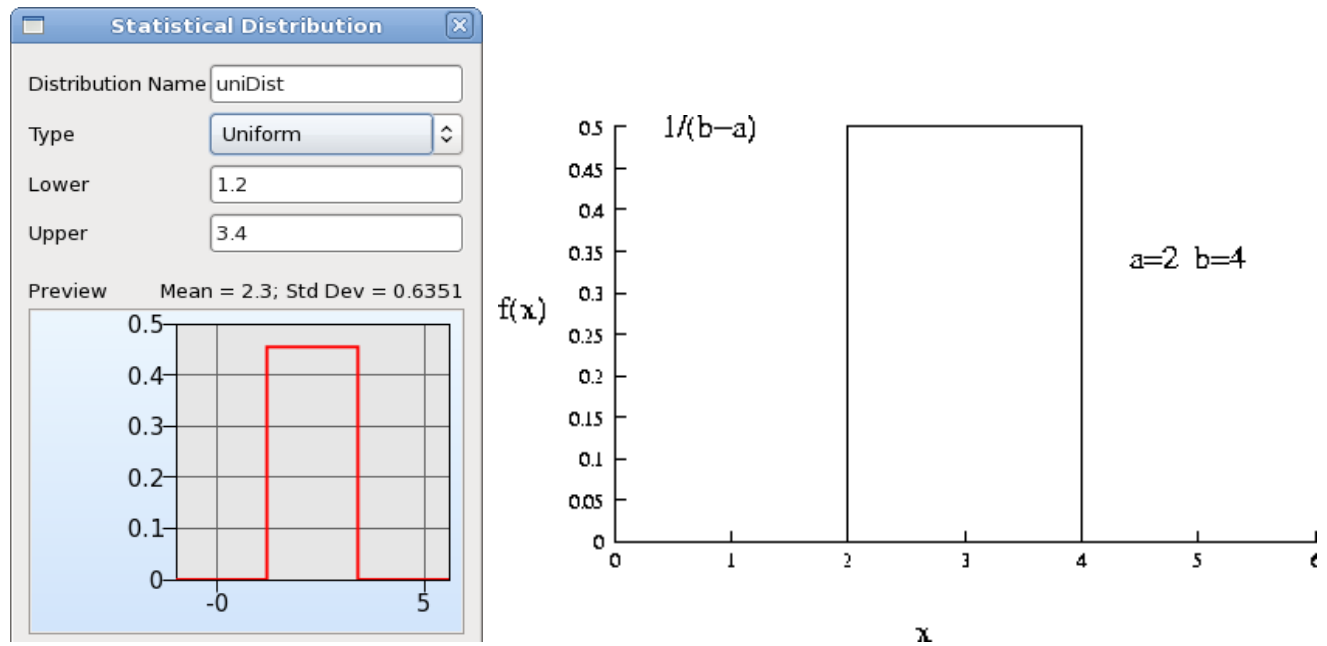 Statistical Distribution
Distribution Name uniDist
Type Uniform
Lower 1.2
Upper 3.4
Preview Mean = 2.3; Std Dev = 0.6351
0.5
0.4
0.3
0.2
0.1
0
-0 5
0.5 1/(b-a)
0.45
0.4
0.35
a=2 b=4
0.3
f(x)
0.25
0.2
0.15
0.1
0.05
0
0 1 2 3 4 5 6
x